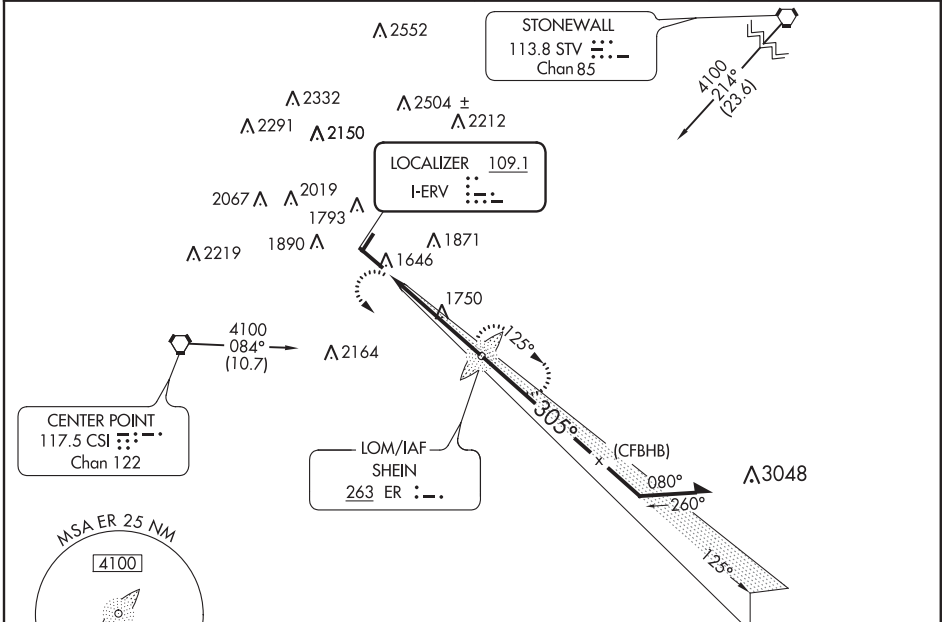 2552
STONEWALL
113.8 STV
Chan 85
4100
214°
(23.6)
2332
2504 ±
2291
2150
2212
LOCALIZER 109.1
I-ERV
2067
2019
1793
1890
1871
2219
1646
1750
4100
084°
(10.7)
2164
125°
CENTER POINT
117.5 CSI
Chan 122
305°
LOM/IAF
SHEIN
263 ER
(CFBHB)
080°
260°
3048
125°
MSA ER 25 NM
4100